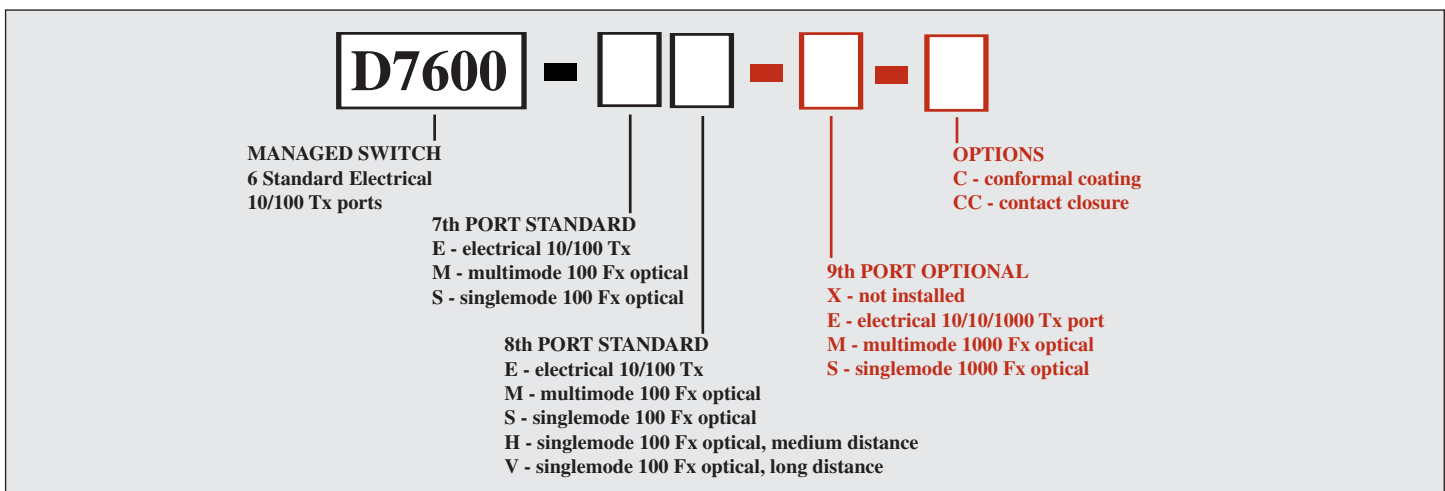 D7600
MANAGED SWITCH
6 Standard Electrical
10/100 Tx ports
7th PORT STANDARD
E - electrical 10/100 Tx
M - multimode 100 Fx optical
S - singlemode 100 Fx optical
8th PORT STANDARD
E - electrical 10/100 Tx
M - multimode 100 Fx optical
S - singlemode 100 Fx optical
H - singlemode 100 Fx optical, medium distance
V - singlemode 100 Fx optical, long distance
9th PORT OPTIONAL
X - not installed
E - electrical 10/10/1000 Tx port
M - multimode 1000 Fx optical
S - singlemode 1000 Fx optical
OPTIONS
C - conformal coating
CC - contact closure